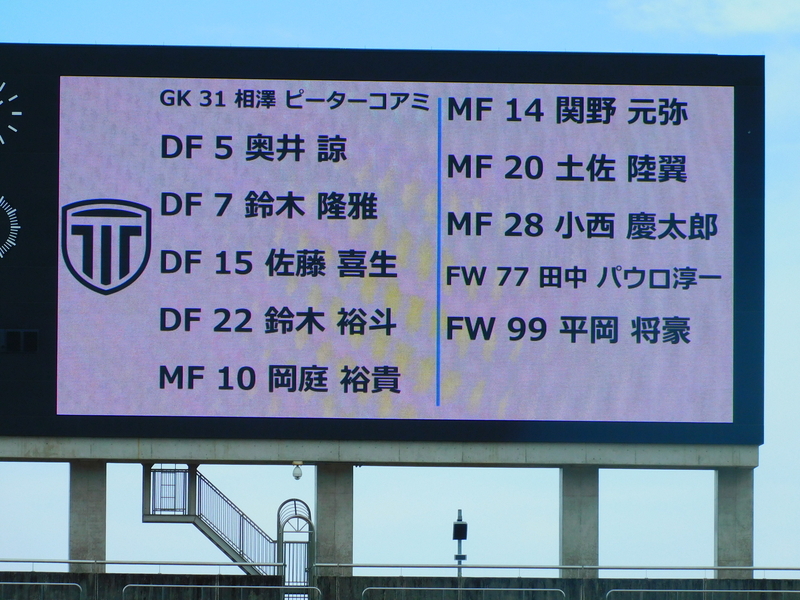 GK 31 相澤 ピーターコアミ
DF 5 奥井 諒
DF 7 鈴木 隆雅
DF 15 佐藤 喜生
DF 22 鈴木 裕斗
MF 10 岡庭 裕貴
MF 14 関野 元弥
MF 20 土佐 陸翼
MF 28 小西 慶太郎
FW 77 田中 パウロ淳一
FW 99 平岡 将豪